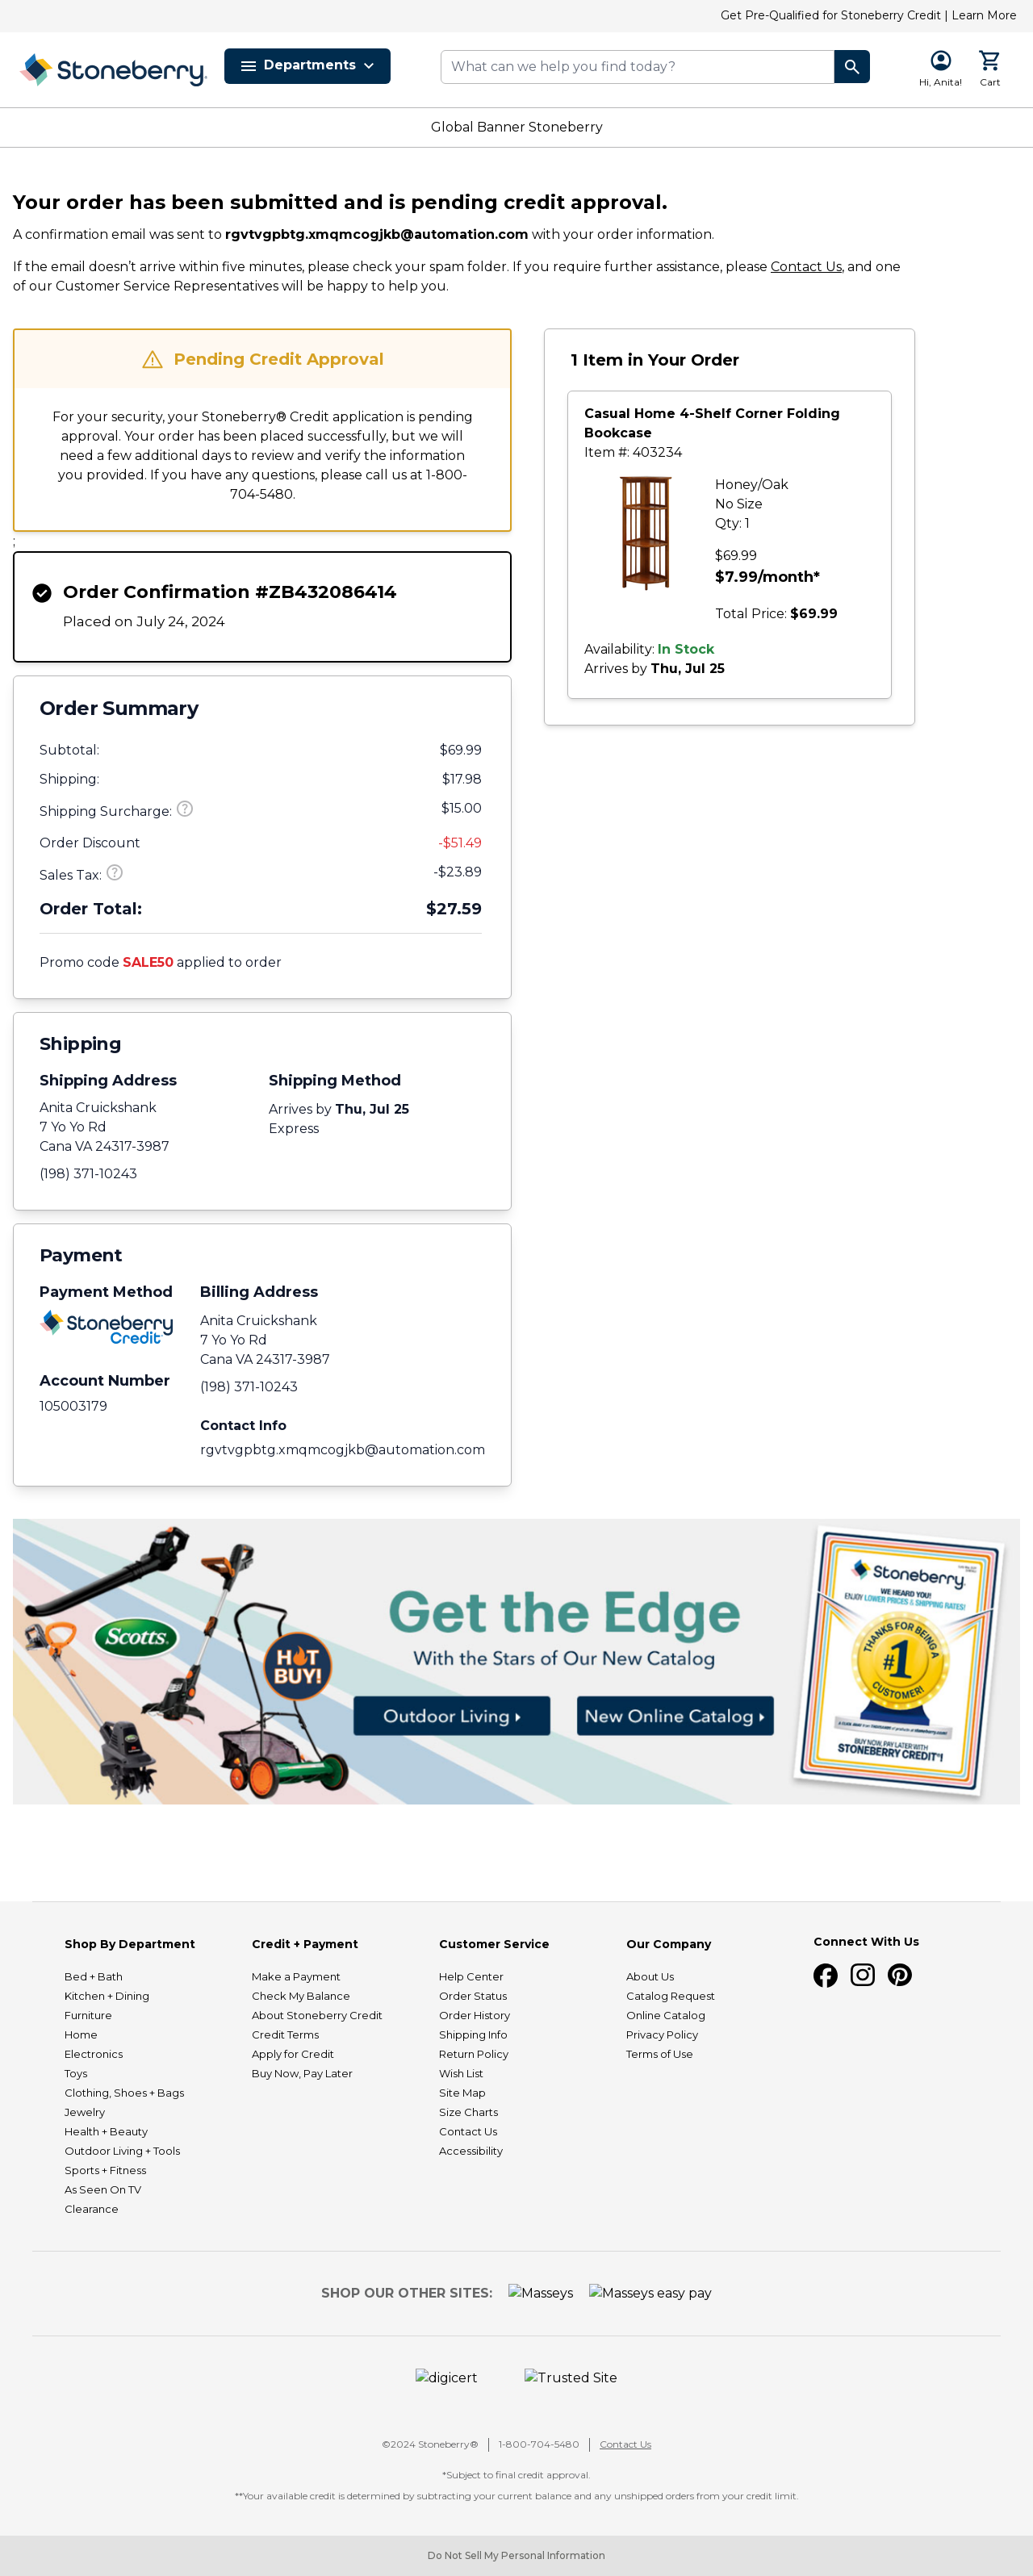 Get Pre-Qualified for Stoneberry Credit | Learn More
Stoneberry
Departments
What can we help you find today?
Hi, Anita!
Cart
Global Banner Stoneberry
Your order has been submitted and is pending credit approval.
A confirmation email was sent to rgvtvgpbtg.xmqmcogjkb@automation.com with your order information.
If the email doesn’t arrive within five minutes, please check your spam folder. If you require further assistance, please Contact Us, and one
of our Customer Service Representatives will be happy to help you.
Pending Credit Approval
For your security, your Stoneberry® Credit application is pending
approval. Your order has been placed successfully, but we will
need a few additional days to review and verify the information
you provided. If you have any questions, please call us at 1-800-
704-5480.
;
Order Confirmation #ZB432086414
Placed on July 24, 2024
Order Summary
Subtotal: $69.99
Shipping: $17.98
Shipping Surcharge: ? $15.00
Order Discount -$51.49
Sales Tax: ? -$23.89
Order Total: $27.59
Promo code SALE50 applied to order
Shipping
Shipping Address
Anita Cruickshank
7 Yo Yo Rd
Cana VA 24317-3987
(198) 371-10243
Shipping Method
Arrives by Thu, Jul 25
Express
Payment
Payment Method
Stoneberry
Credit
Account Number
105003179
Billing Address
Anita Cruickshank
7 Yo Yo Rd
Cana VA 24317-3987
(198) 371-10243
Contact Info
rgvtvgpbtg.xmqmcogjkb@automation.com
1 Item in Your Order
Casual Home 4-Shelf Corner Folding
Bookcase
Item #: 403234
Honey/Oak
No Size
Qty: 1
$69.99
$7.99/month*
Total Price: $69.99
Availability: In Stock
Arrives by Thu, Jul 25
Scotts
HOT
BUY!
Get the Edge
With the Stars of Our New Catalog
Outdoor Living
New Online Catalog
Stoneberry
WE HEARD YOU!
ENJOY LOWER PRICES & SHIPPING RATES!
THANKS FOR BEING A
#1
CUSTOMER!
BUY NOW, PAY LATER WITH
STONEBERRY CREDIT*!
Shop By Department
Bed + Bath
Kitchen + Dining
Furniture
Home
Electronics
Toys
Clothing, Shoes + Bags
Jewelry
Health + Beauty
Outdoor Living + Tools
Sports + Fitness
As Seen On TV
Clearance
Credit + Payment
Make a Payment
Check My Balance
About Stoneberry Credit
Credit Terms
Apply for Credit
Buy Now, Pay Later
Customer Service
Help Center
Order Status
Order History
Shipping Info
Return Policy
Wish List
Site Map
Size Charts
Contact Us
Accessibility
Our Company
About Us
Catalog Request
Online Catalog
Privacy Policy
Terms of Use
Connect With Us
SHOP OUR OTHER SITES: Masseys Masseys easy pay
digicert Trusted Site
©2024 Stoneberry® | 1-800-704-5480 | Contact Us
*Subject to final credit approval.
**Your available credit is determined by subtracting your current balance and any unshipped orders from your credit limit.
Do Not Sell My Personal Information